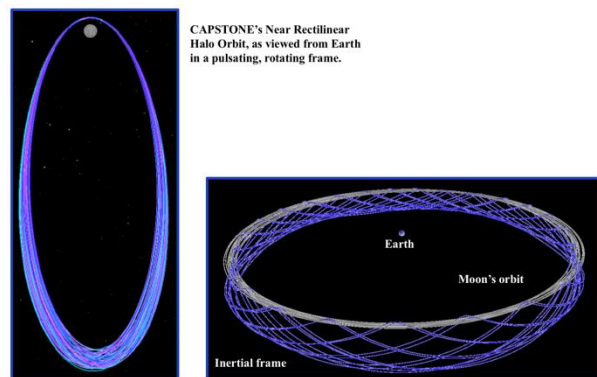 CAPSTONE's Near Rectilinear
Halo Orbit, as viewed from Earth
in a pulsating, rotating frame.
Earth
Moon's orbit
Inertial frame